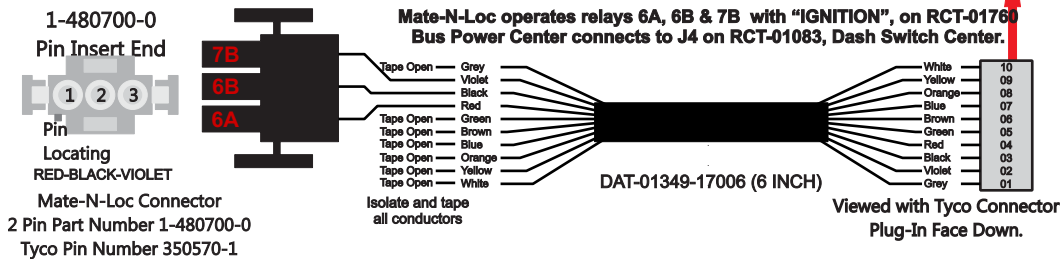 1-480700-0
Pin Insert End
1 2 3
Pin
Locating
RED-BLACK-VIOLET
Mate-N-Loc Connector
2 Pin Part Number 1-480700-0
Tyco Pin Number 350570-1
7B
6B
6A
Mate-N-Loc operates relays 6A, 6B & 7B with “IGNITION”, on RCT-01760
Bus Power Center connects to J4 on RCT-01083, Dash Switch Center.
Tape Open Grey
Violet
Black
Red
Tape Open Green
Tape Open Brown
Tape Open Blue
Tape Open Orange
Tape Open Yellow
Tape Open White
Isolate and tape
all conductors
DAT-01349-17006 (6 INCH)
White 10
Yellow 09
Orange 08
Blue 07
Brown 06
Green 05
Red 04
Black 03
Violet 02
Grey 01
Viewed with Tyco Connector
Plug-In Face Down.